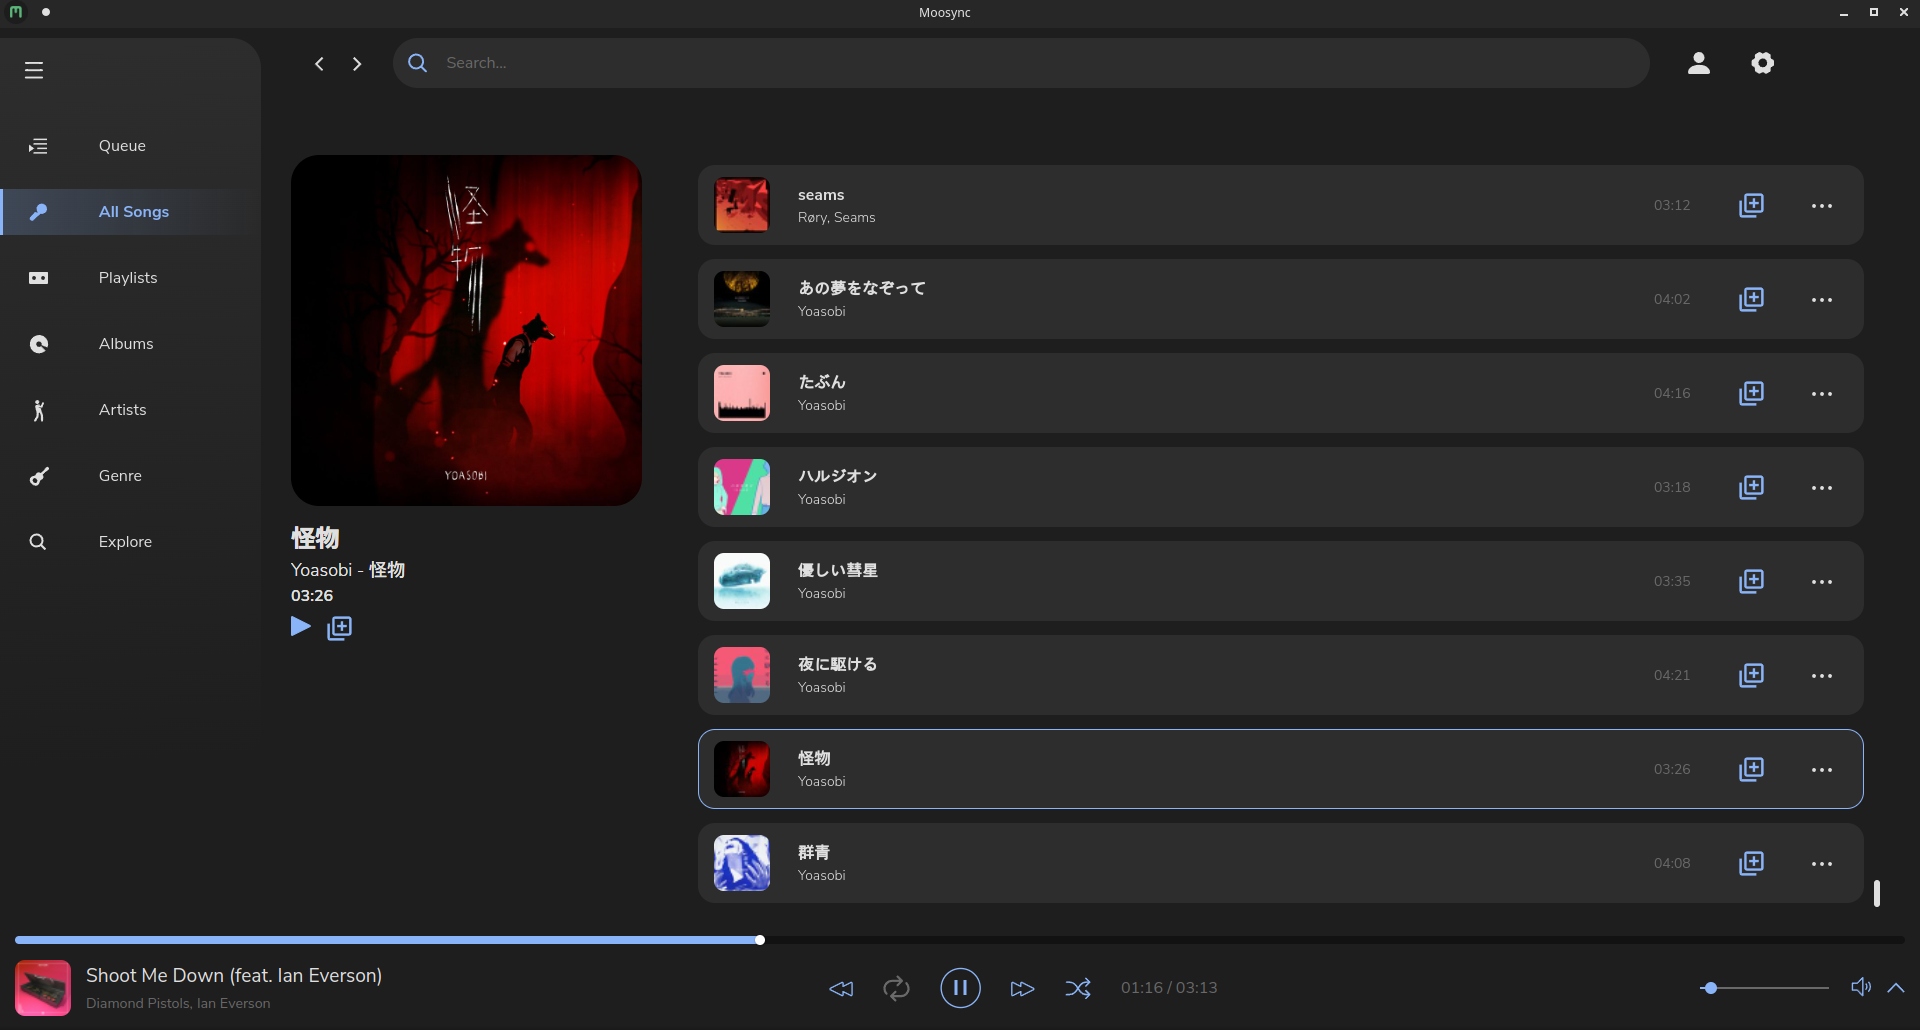 Moosync
Search...
Queue
All Songs
Playlists
Albums
Artists
Genre
Explore
怪物
YOASOBI
怪物
Yoasobi - 怪物
03:26
seams
Røry, Seams
03:12
あの夢をなぞって
Yoasobi
04:02
たぶん
Yoasobi
04:16
ハルジオン
Yoasobi
03:18
優しい彗星
Yoasobi
03:35
夜に駆ける
Yoasobi
04:21
怪物
Yoasobi
03:26
群青
Yoasobi
04:08
Shoot Me Down (feat. Ian Everson)
Diamond Pistols, Ian Everson
01:16 / 03:13